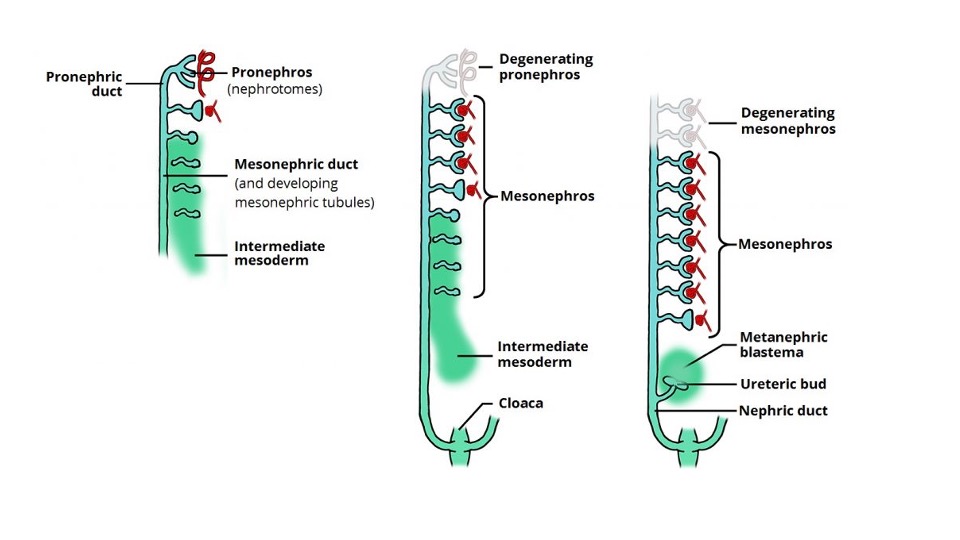 Pronephric
duct
Pronephros
(nephrotomes)
Mesonephric duct
(and developing
mesonephric tubules)
Intermediate
mesoderm
Degenerating
pronephros
Mesonephros
Intermediate
mesoderm
Cloaca
Degenerating
mesonephros
Mesonephros
Metanephric
blastema
Ureteric bud
Nephric duct